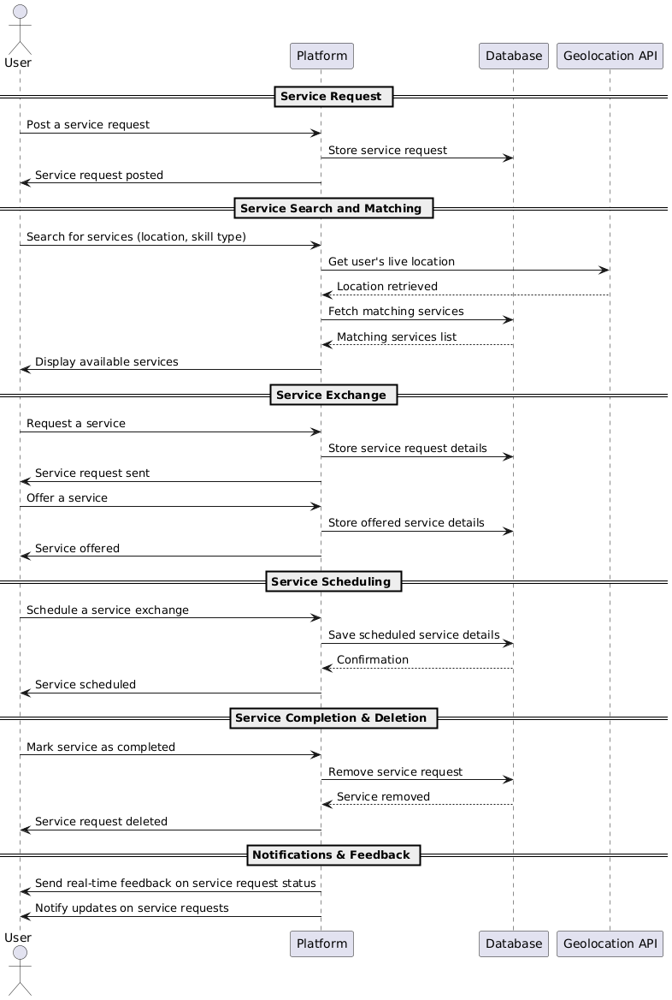 User
Platform
Database
Geolocation API
Service Request
Post a service request
Store service request
Service request posted
Service Search and Matching
Search for services (location, skill type)
Get user's live location
Location retrieved
Fetch matching services
Matching services list
Display available services
Service Exchange
Request a service
Store service request details
Service request sent
Offer a service
Store offered service details
Service offered
Service Scheduling
Schedule a service exchange
Save scheduled service details
Confirmation
Service scheduled
Service Completion & Deletion
Mark service as completed
Remove service request
Service removed
Service request deleted
Notifications & Feedback
Send real-time feedback on service request status
Notify updates on service requests
User
Platform
Database
Geolocation API